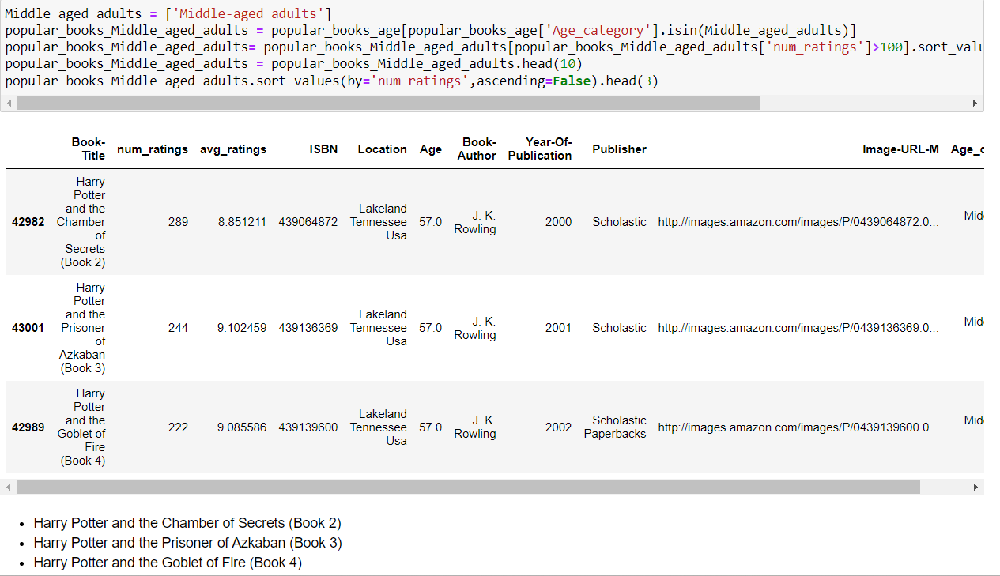 Middle_aged_adults = ['Middle-aged adults']
popular_books_Middle_aged_adults = popular_books_age[popular_books_age['Age_category'].isin(Middle_aged_adults)]
popular_books_Middle_aged_adults= popular_books_Middle_aged_adults[popular_books_Middle_aged_adults['num_ratings']>100].sort_valu
popular_books_Middle_aged_adults = popular_books_Middle_aged_adults.head(10)
popular_books_Middle_aged_adults.sort_values(by='num_ratings',ascending=False).head(3)
Book-Title num_ratings avg_ratings ISBN Location Age Book-Author Year-Of-Publication Publisher Image-URL-M Age_c
42982 Harry Potter and the Chamber of Secrets (Book 2) 289 8.851211 439064872 Lakeland Tennessee Usa 57.0 J. K. Rowling 2000 Scholastic http://images.amazon.com/images/P/0439064872.0... Midd
43001 Harry Potter and the Prisoner of Azkaban (Book 3) 244 9.102459 439136369 Lakeland Tennessee Usa 57.0 J. K. Rowling 2001 Scholastic http://images.amazon.com/images/P/0439136369.0... Midd
42989 Harry Potter and the Goblet of Fire (Book 4) 222 9.085586 439139600 Lakeland Tennessee Usa 57.0 J. K. Rowling 2002 Scholastic Paperbacks http://images.amazon.com/images/P/0439139600.0... Midd
• Harry Potter and the Chamber of Secrets (Book 2)
• Harry Potter and the Prisoner of Azkaban (Book 3)
• Harry Potter and the Goblet of Fire (Book 4)